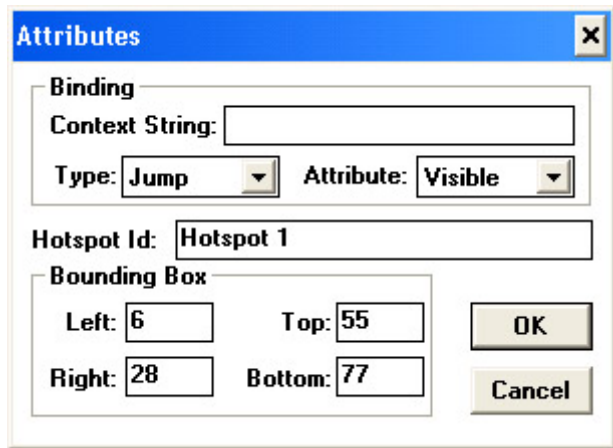 Attributes
Binding
Context String:
Type: Jump Attribute: Visible
Hotspot Id: Hotspot 1
Bounding Box
Left: 6 Top: 55
OK
Right: 28 Bottom: 77
Cancel